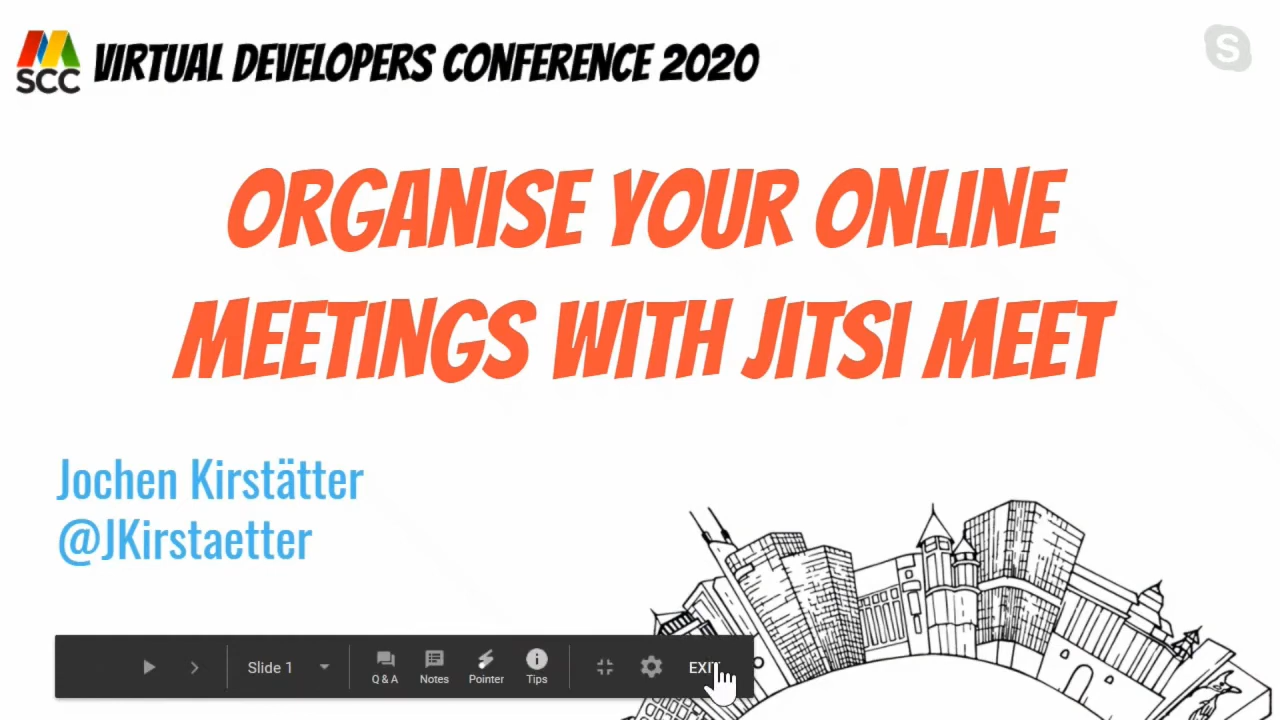 SCC VIRTUAL DEVELOPERS CONFERENCE 2020
S
ORGANISE YOUR ONLINE
MEETINGS WITH JITSI MEET
Jochen Kirstätter
@JKirstaetter
Slide 1
Q & A Notes Pointer Tips
EXIT